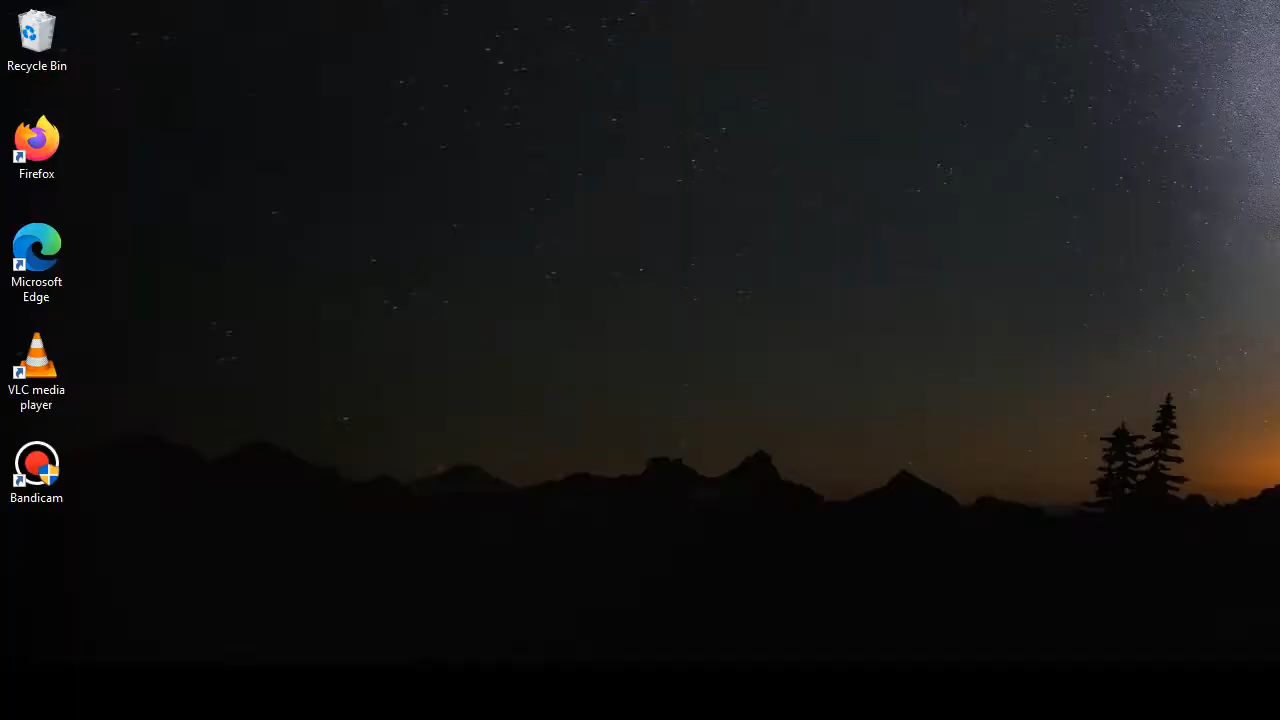 Recycle Bin
Firefox
Microsoft
Edge
VLC media
player
Bandicam